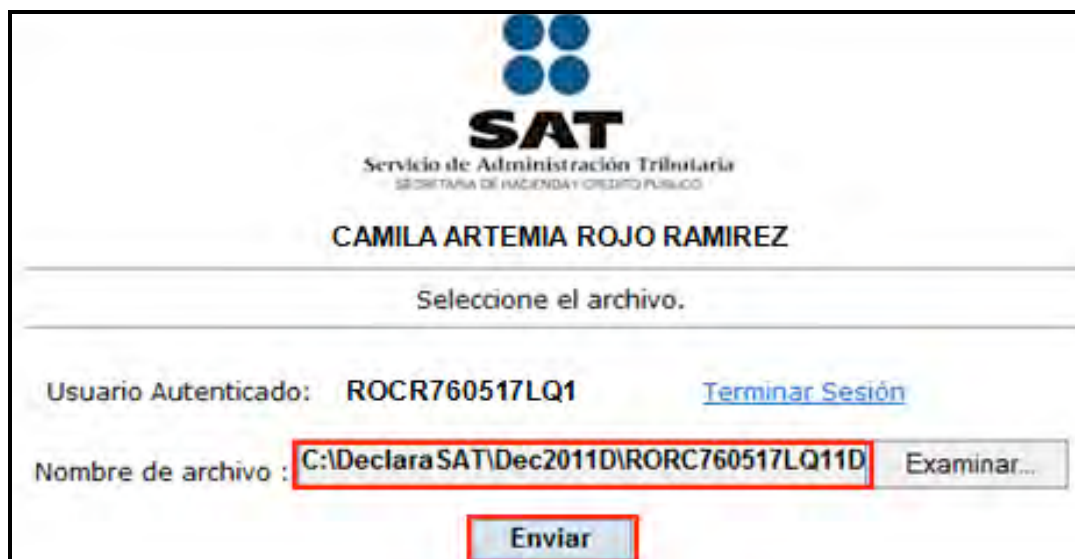 SAT
Servicio de Administración Tributaria
SECRETARIA DE HACIENDA Y CREDITO PUBLICO
CAMILA ARTEMIA ROJO RAMIREZ
Seleccione el archivo.
Usuario Autenticado: ROCR760517LQ1 Terminar Sesión
Nombre de archivo : C:\DeclaraSAT\Dec2011D\RORC760517LQ11D Examinar...
Enviar